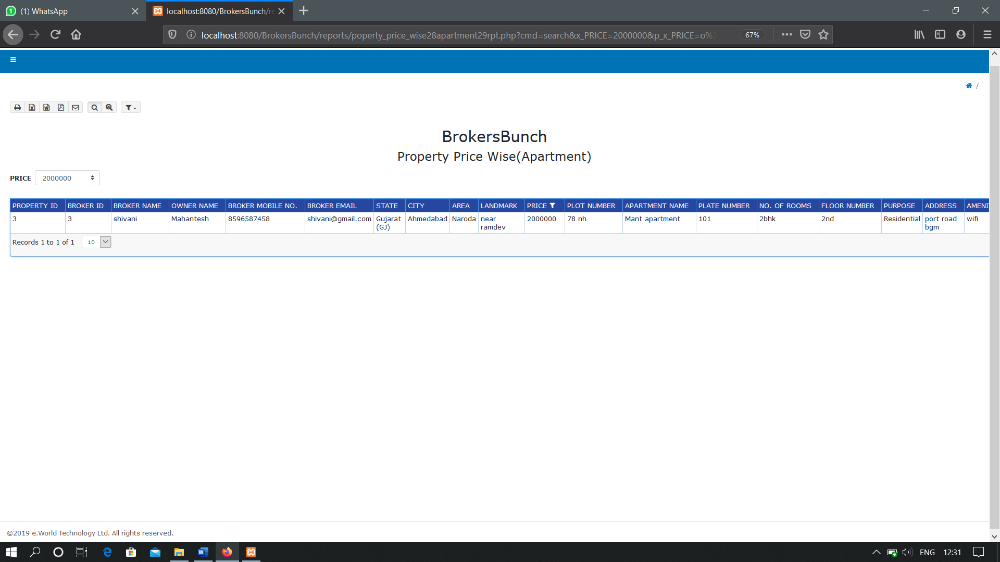 (1) WhatsApp
localhost:8080/BrokersBunch/re
localhost:8080/BrokersBunch/reports/poperty_price_wise28apartment29rpt.php?cmd=search&x_PRICE=2000000&p_x_PRICE=o%3
67%
/
BrokersBunch
Property Price Wise(Apartment)
PRICE 2000000
PROPERTY ID BROKER ID BROKER NAME OWNER NAME BROKER MOBILE NO. BROKER EMAIL STATE CITY AREA LANDMARK PRICE PLOT NUMBER APARTMENT NAME PLATE NUMBER NO. OF ROOMS FLOOR NUMBER PURPOSE ADDRESS AMENI
3 3 shivani Mahantesh 8596587458 shivani@gmail.com Gujarat Ahmedabad Naroda near 2000000 78 nh Mant apartment 101 2bhk 2nd Residential port road wifi
(GJ) ramdev bgm
Records 1 to 1 of 1 10
©2019 e.World Technology Ltd. All rights reserved.
ENG 12:31